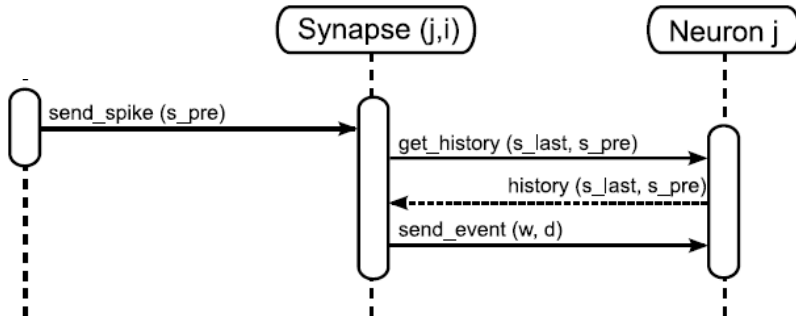 Synapse (j,i)
Neuron j
send_spike (s_pre)
get_history (s_last, s_pre)
history (s_last, s_pre)
send_event (w, d)